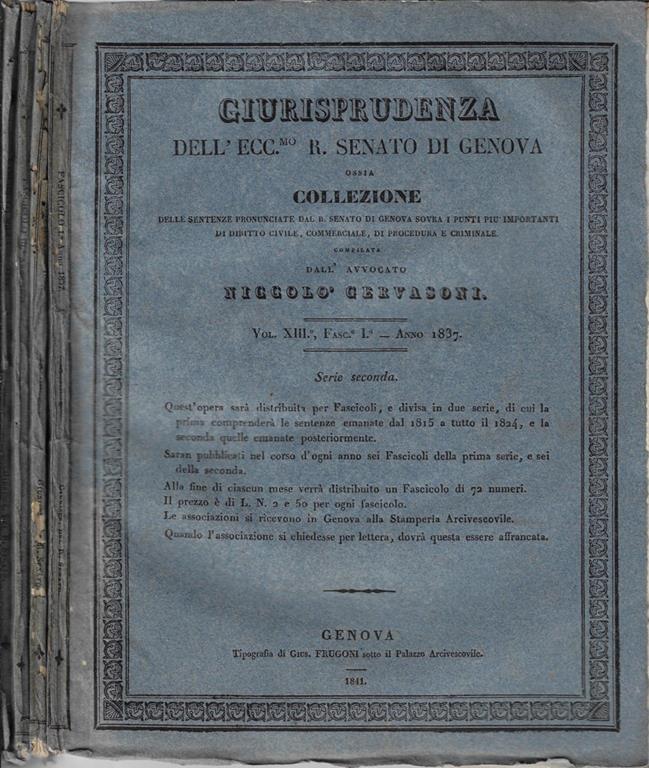 GIURISPRUDENZA
DELL' ECC.MO R. SENATO DI GENOVA
OSSIA
COLLEZIONE
DELLE SENTENZE PRONUNCIATE DAL R. SENATO DI GENOVA SOVRA I PUNTI PIU' IMPORTANTI
DI DIRITTO CIVILE, COMMERCIALE, DI PROCEDURA E CRIMINALE.
COMPILATA
DALL' AVVOCATO
NICCOLO' GERVASONI.
VOL. XIII.º, FASC.º I.º — ANNO 1837.
Serie seconda.
Quest'opera sarà distribuita per Fascicoli, e divisa in due serie, di cui la
prima comprenderà le sentenze emanate dal 1815 a tutto il 1824, e la
seconda quelle emanate posteriormente.
Saran pubblicati nel corso d'ogni anno sei Fascicoli della prima serie, e sei
della seconda.
Alla fine di ciascun mese verrà distribuito un Fascicolo di 72 numeri.
Il prezzo è di L. N. 2 e 50 per ogni fascicolo.
Le associazioni si ricevono in Genova alla Stamperia Arcivescovile.
Quando l'associazione si chiedesse per lettera, dovrà questa essere affrancata.
GENOVA
Tipografia di GIUS. FRUGONI sotto il Palazzo Arcivescovile.
1841.